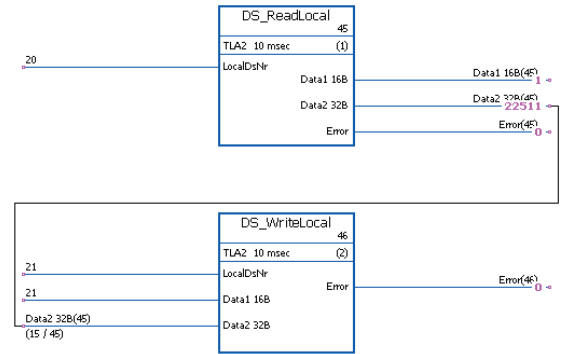 DS_ReadLocal
45
TLA2 10 msec (1)
20
LocalDsNr
Data1 16B
Data1 16B(45)
1
Data2 32B
Data2 32B(45)
22511
Error
Error(45)
0
DS_WriteLocal
46
TLA2 10 msec (2)
21
LocalDsNr
Error
Error(46)
0
21
Data1 16B
Data2 32B(45)
Data2 32B
(15 / 45)